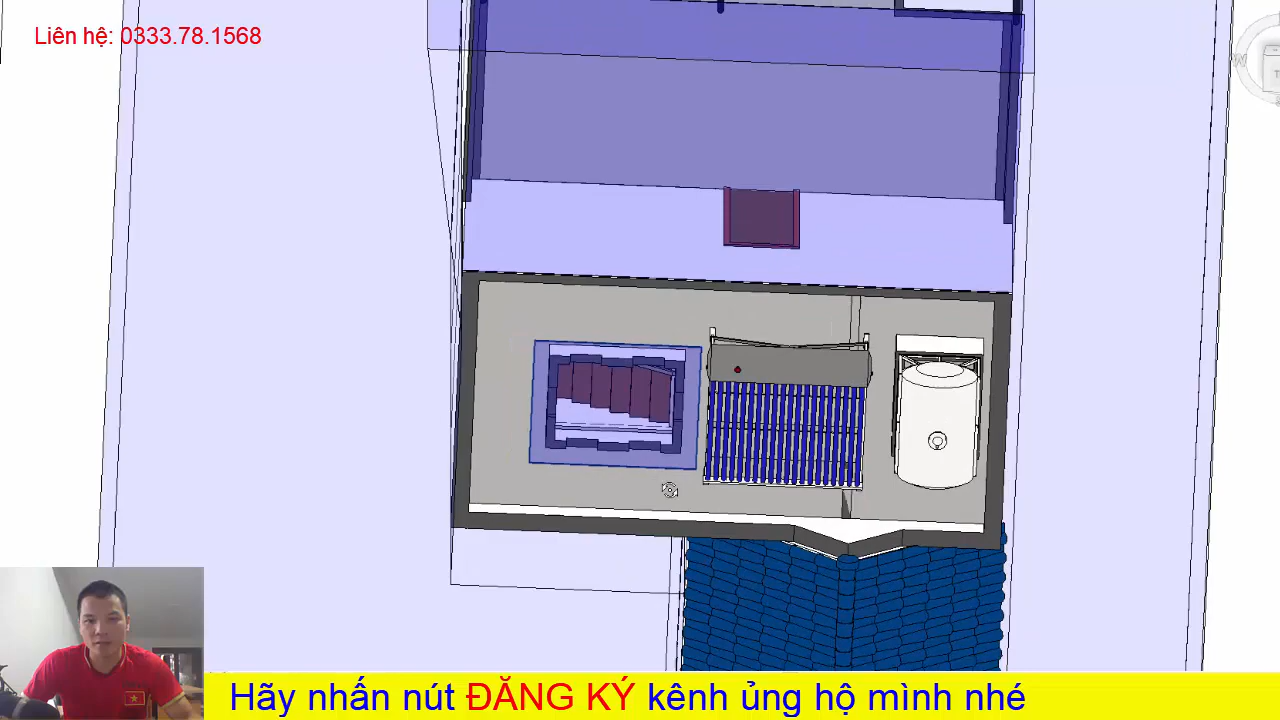 Liên hệ: 0333.78.1568
W
Hãy nhấn nút ĐĂNG KÝ kênh ủng hộ mình nhé